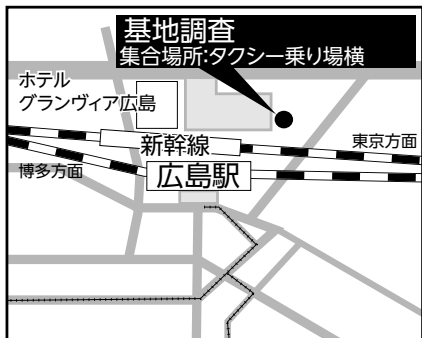 基地調査
集合場所:タクシー乗り場横
ホテル
グランヴィア広島
新幹線
東京方面
博多方面
広島駅